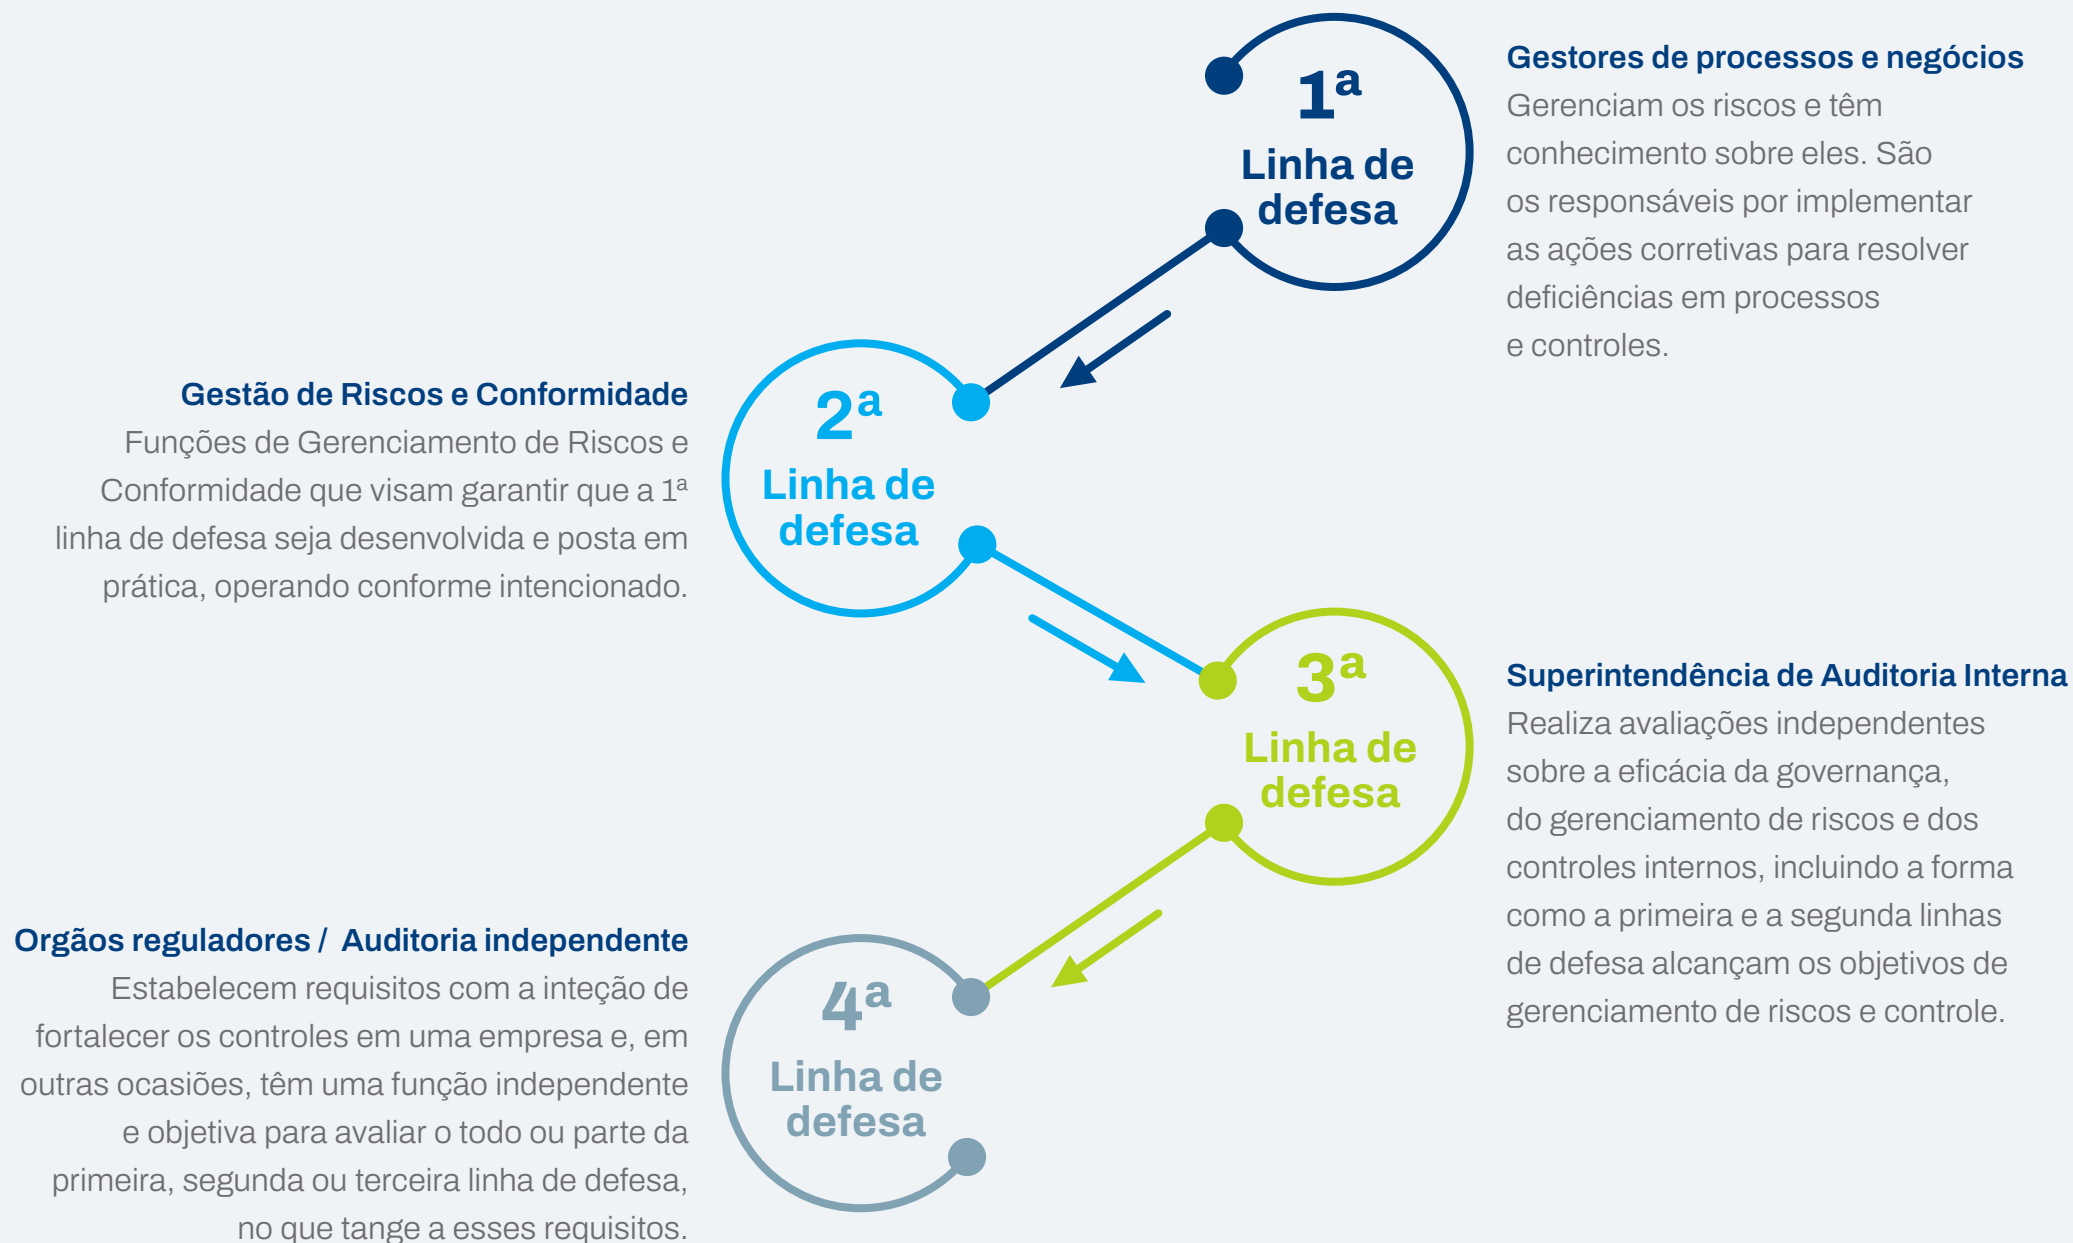 1ª
Linha de
defesa
Gestores de processos e negócios
Gerenciam os riscos e têm
conhecimento sobre eles. São
os responsáveis por implementar
as ações corretivas para resolver
deficiências em processos
e controles.
2ª
Linha de
defesa
Gestão de Riscos e Conformidade
Funções de Gerenciamento de Riscos e
Conformidade que visam garantir que a 1ª
linha de defesa seja desenvolvida e posta em
prática, operando conforme intencionado.
3ª
Linha de
defesa
Superintendência de Auditoria Interna
Realiza avaliações independentes
sobre a eficácia da governança,
do gerenciamento de riscos e dos
controles internos, incluindo a forma
como a primeira e a segunda linhas
de defesa alcançam os objetivos de
gerenciamento de riscos e controle.
4ª
Linha de
defesa
Orgãos reguladores / Auditoria independente
Estabelecem requisitos com a inteção de
fortalecer os controles em uma empresa e, em
outras ocasiões, têm uma função independente
e objetiva para avaliar o todo ou parte da
primeira, segunda ou terceira linha de defesa,
no que tange a esses requisitos.